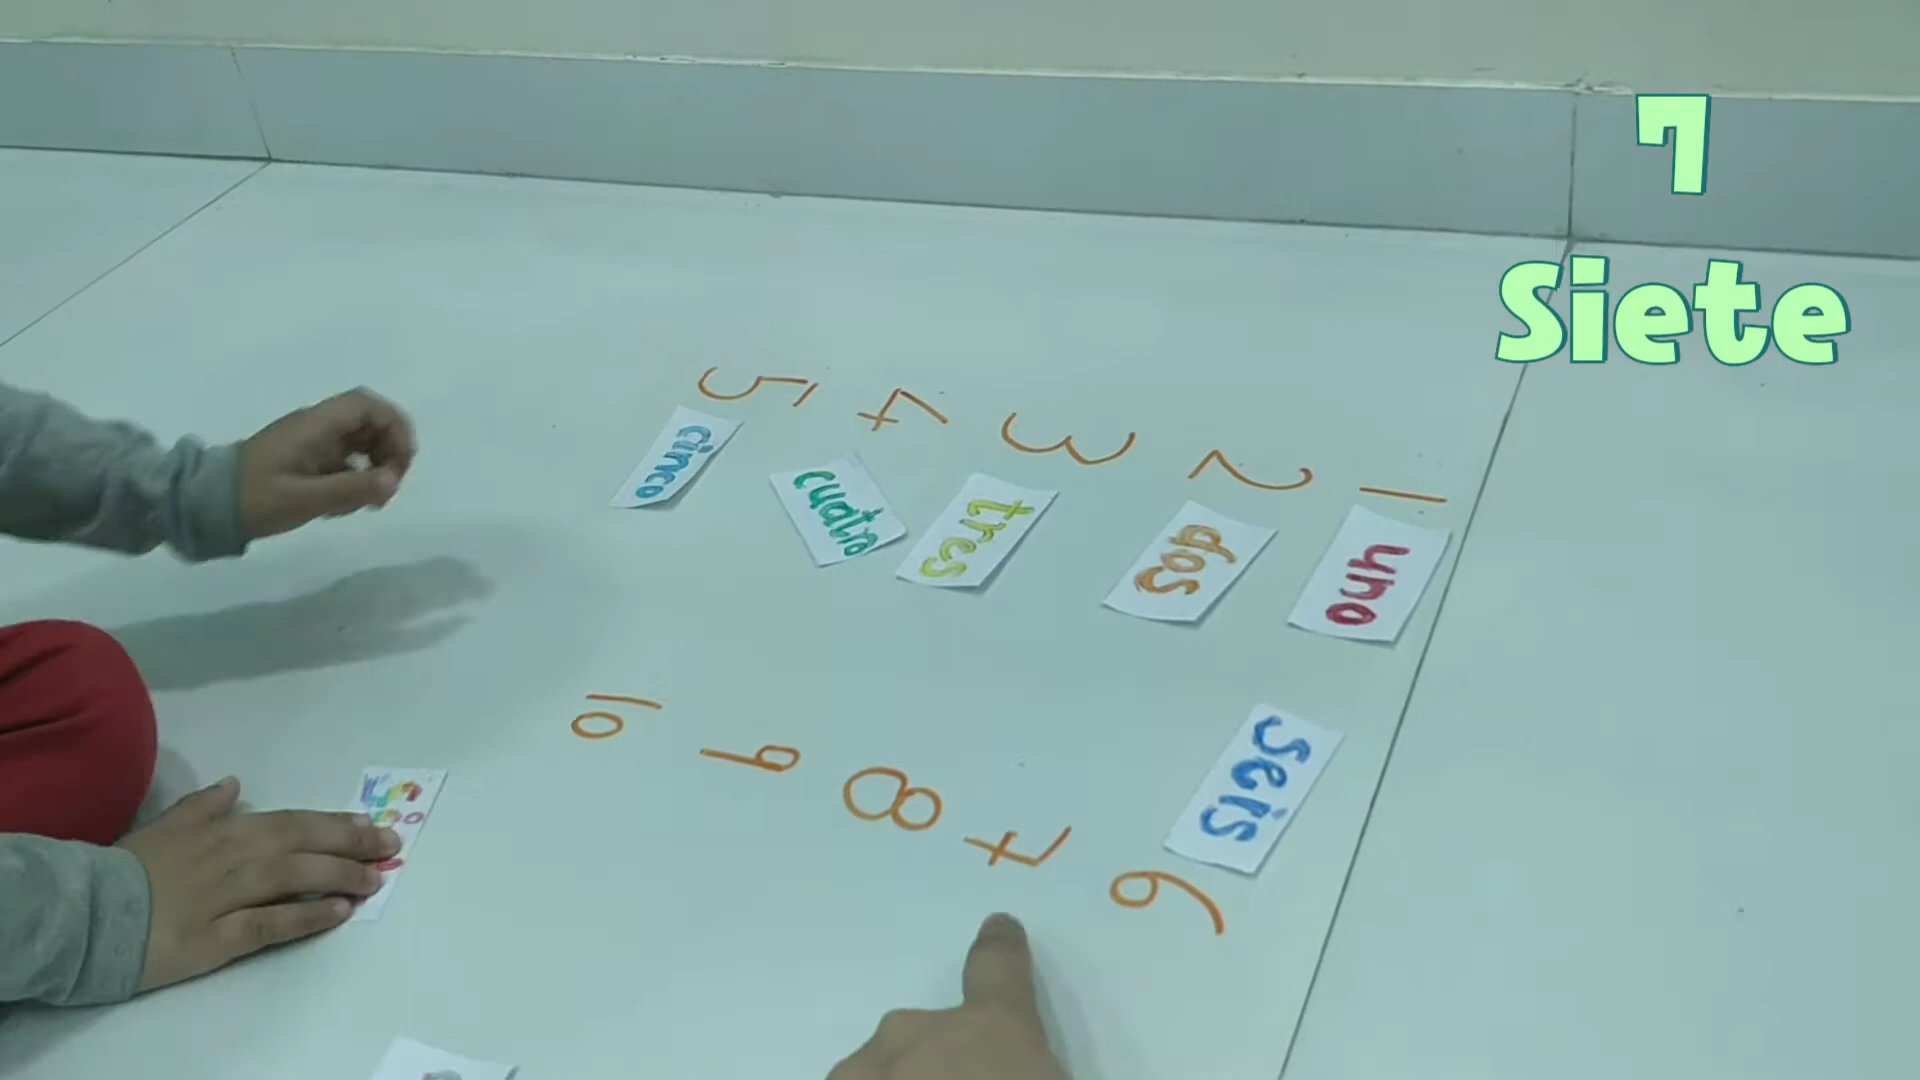 7
Siete
1 2 3 4 5
uno dos tres cuatro cinco
seis
6 7 8 9 10